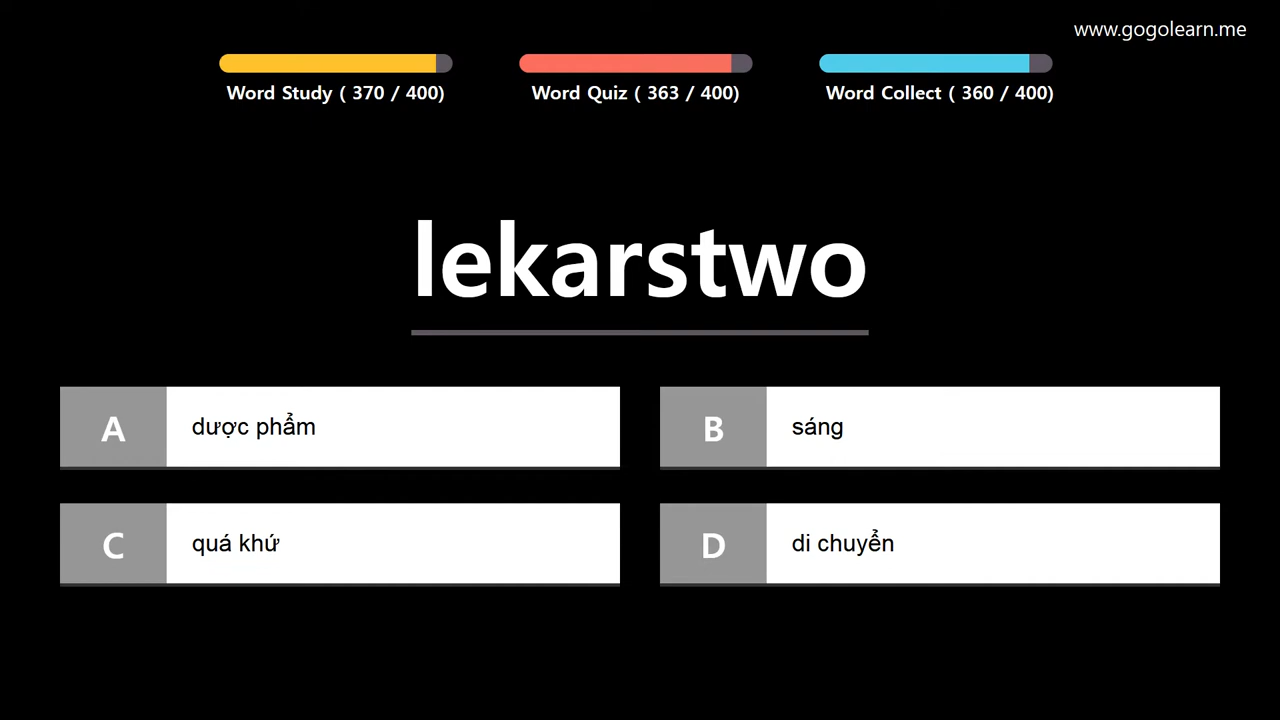 www.gogolearn.me
Word Study ( 370 / 400)
Word Quiz ( 363 / 400)
Word Collect ( 360 / 400)
lekarstwo
A dược phẩm
B sáng
C quá khứ
D di chuyển